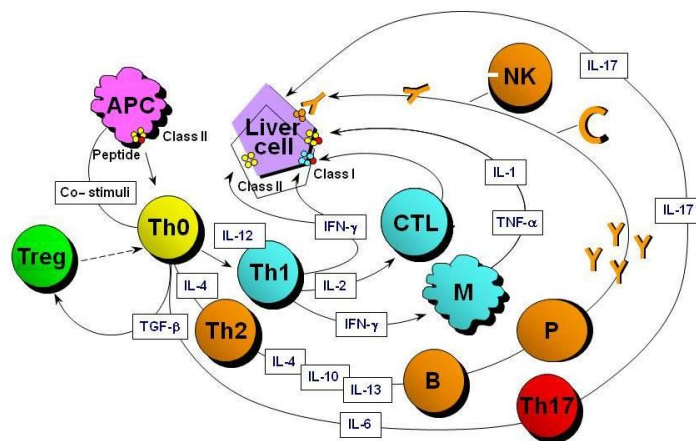 APC
Class II
Peptide
Co– stimuli
Treg
Th0
TGF-β
IL-12
IL-4
Th1
Th2
IL-4
IL-10
IL-13
IL-6
IFN-γ
IL-2
IFN-γ
Liver
cell
Class II
Class I
CTL
M
IL-1
TNF-α
NK
C
IL-17
IL-17
B
P
Th17